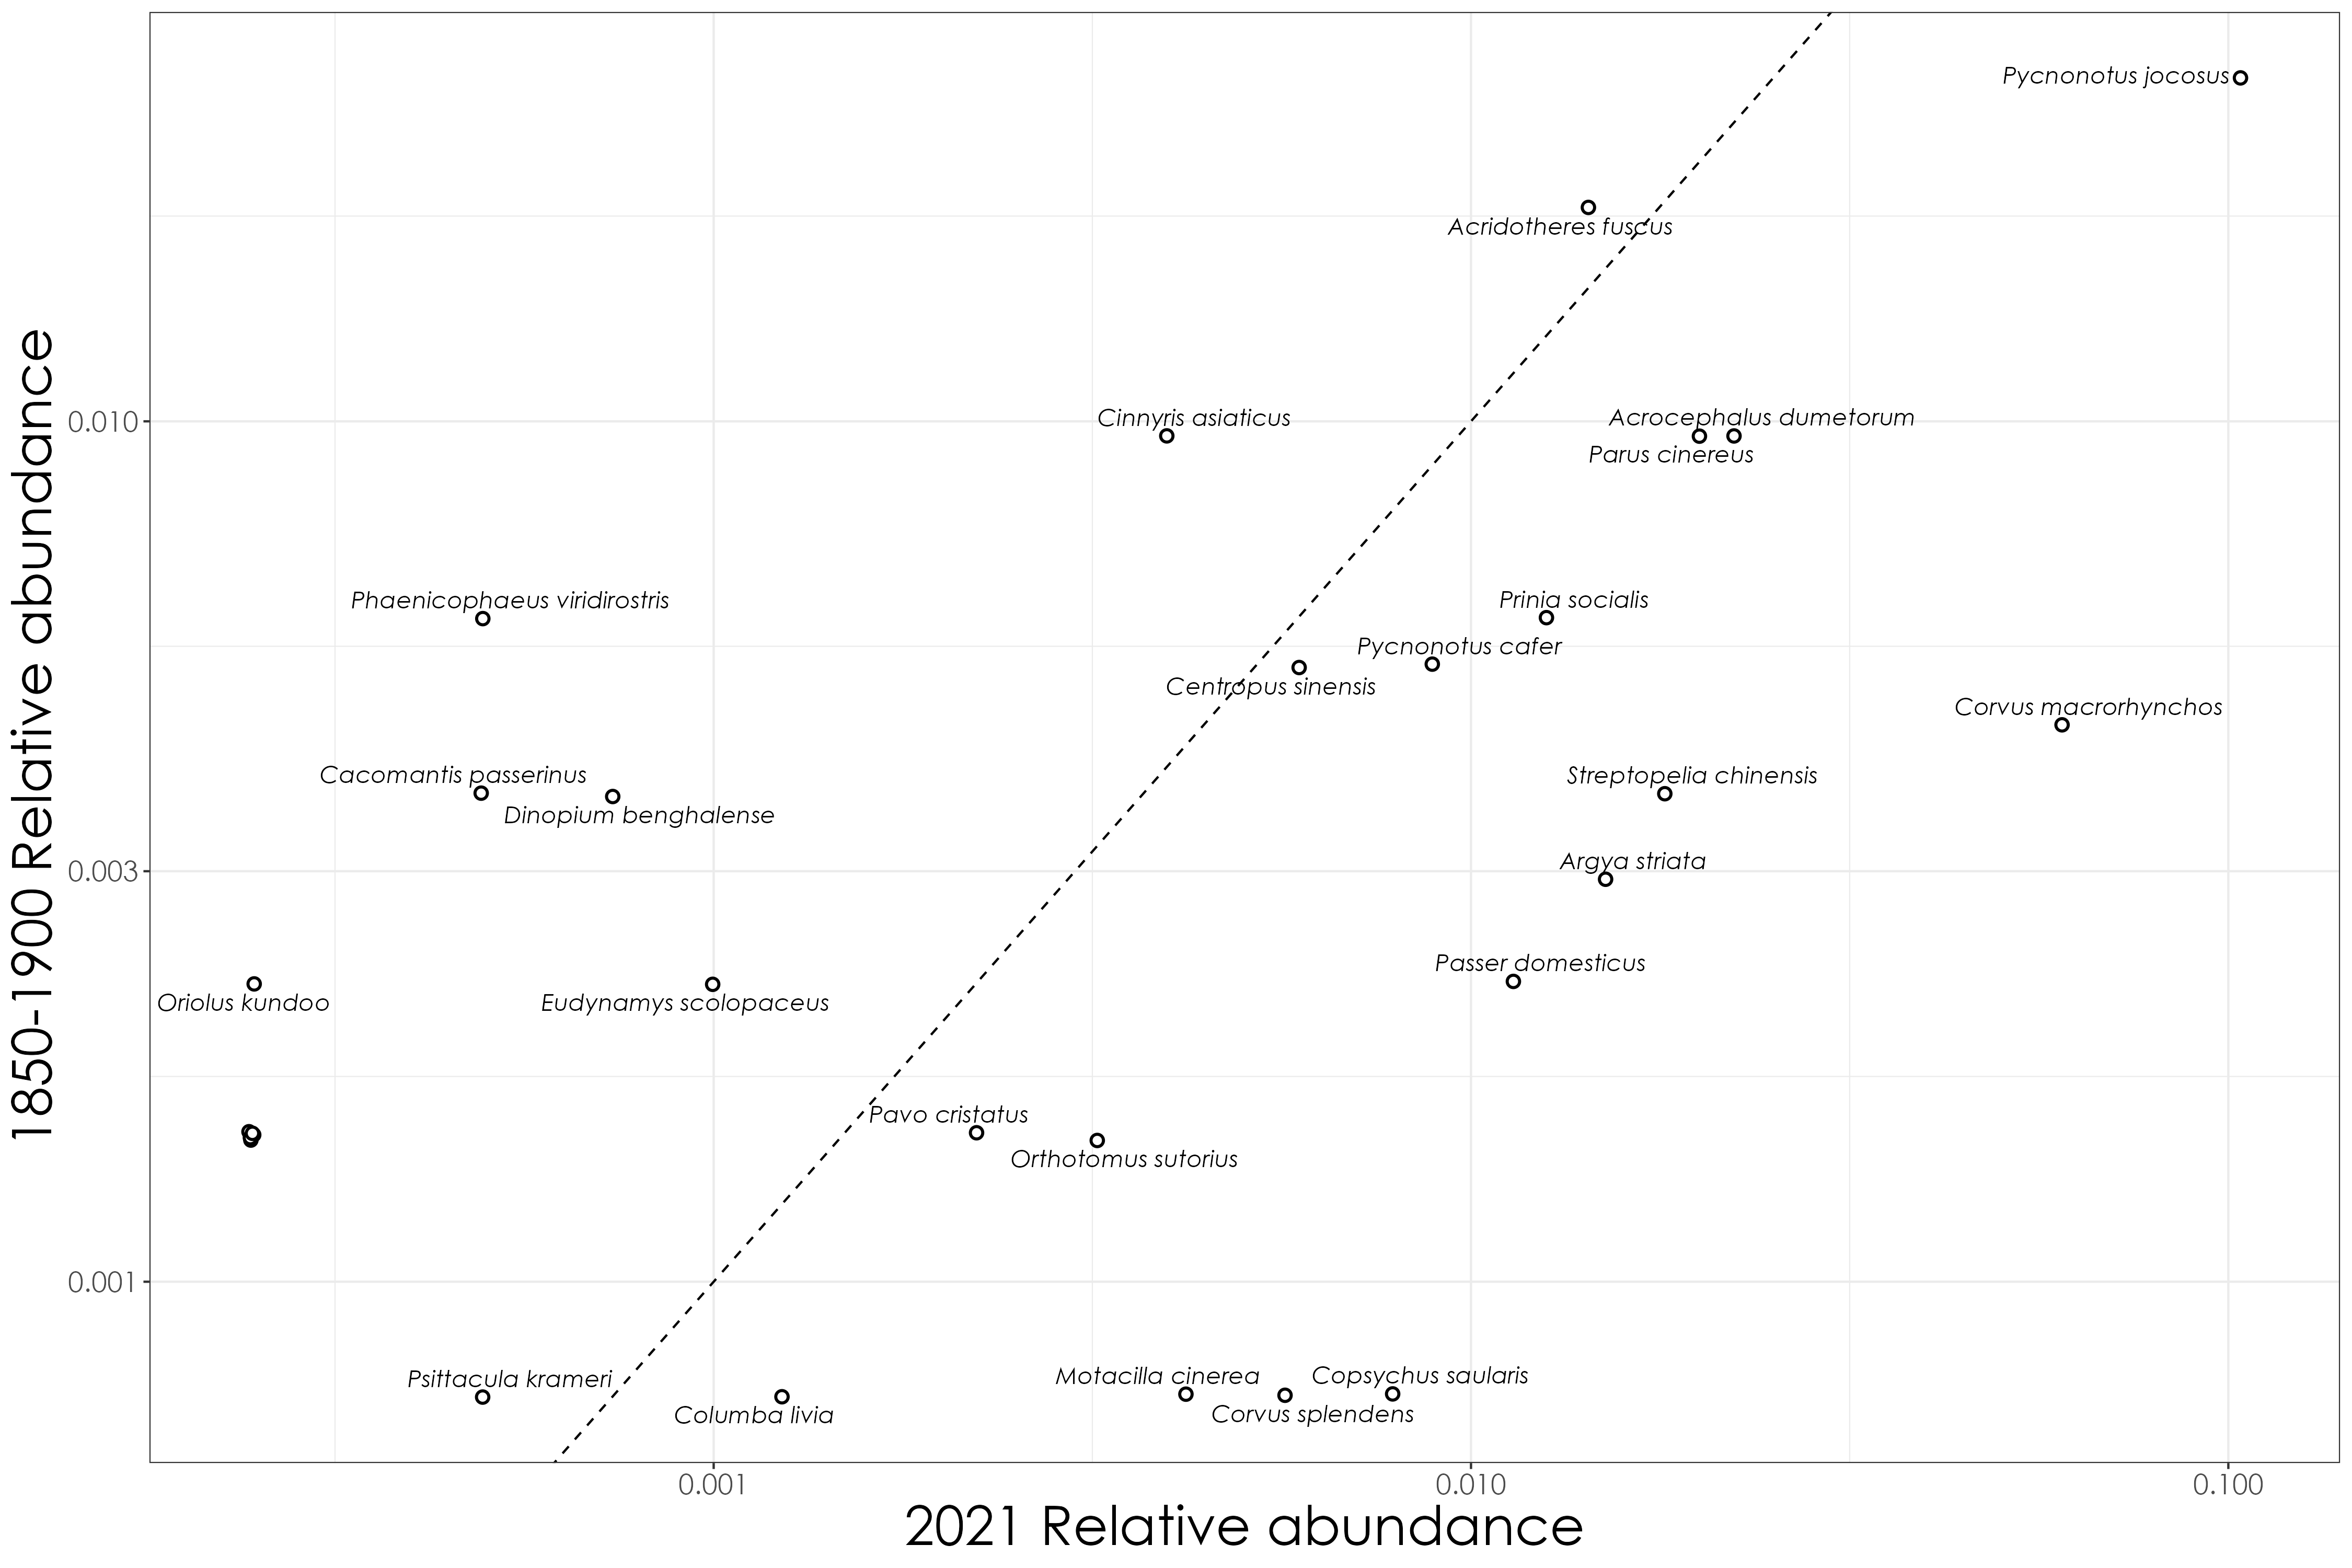 Pycnonotus jocosus
Acridotheres fuscus
Cinnyris asiaticus
Acrocephalus dumetorum
Parus cinereus
Phaenicophaeus viridirostris
Prinia socialis
Pycnonotus cafer
Centropus sinensis
Corvus macrorhynchos
Cacomantis passerinus
Streptopelia chinensis
Dinopium benghalense
Argya striata
Passer domesticus
Oriolus kundoo
Eudynamys scolopaceus
Pavo cristatus
Orthotomus sutorius
Psittacula krameri
Motacilla cinerea
Copsychus saularis
Columba livia
Corvus splendens
0.010
0.003
0.001
1850-1900 Relative abundance
0.001
0.010
0.100
2021 Relative abundance